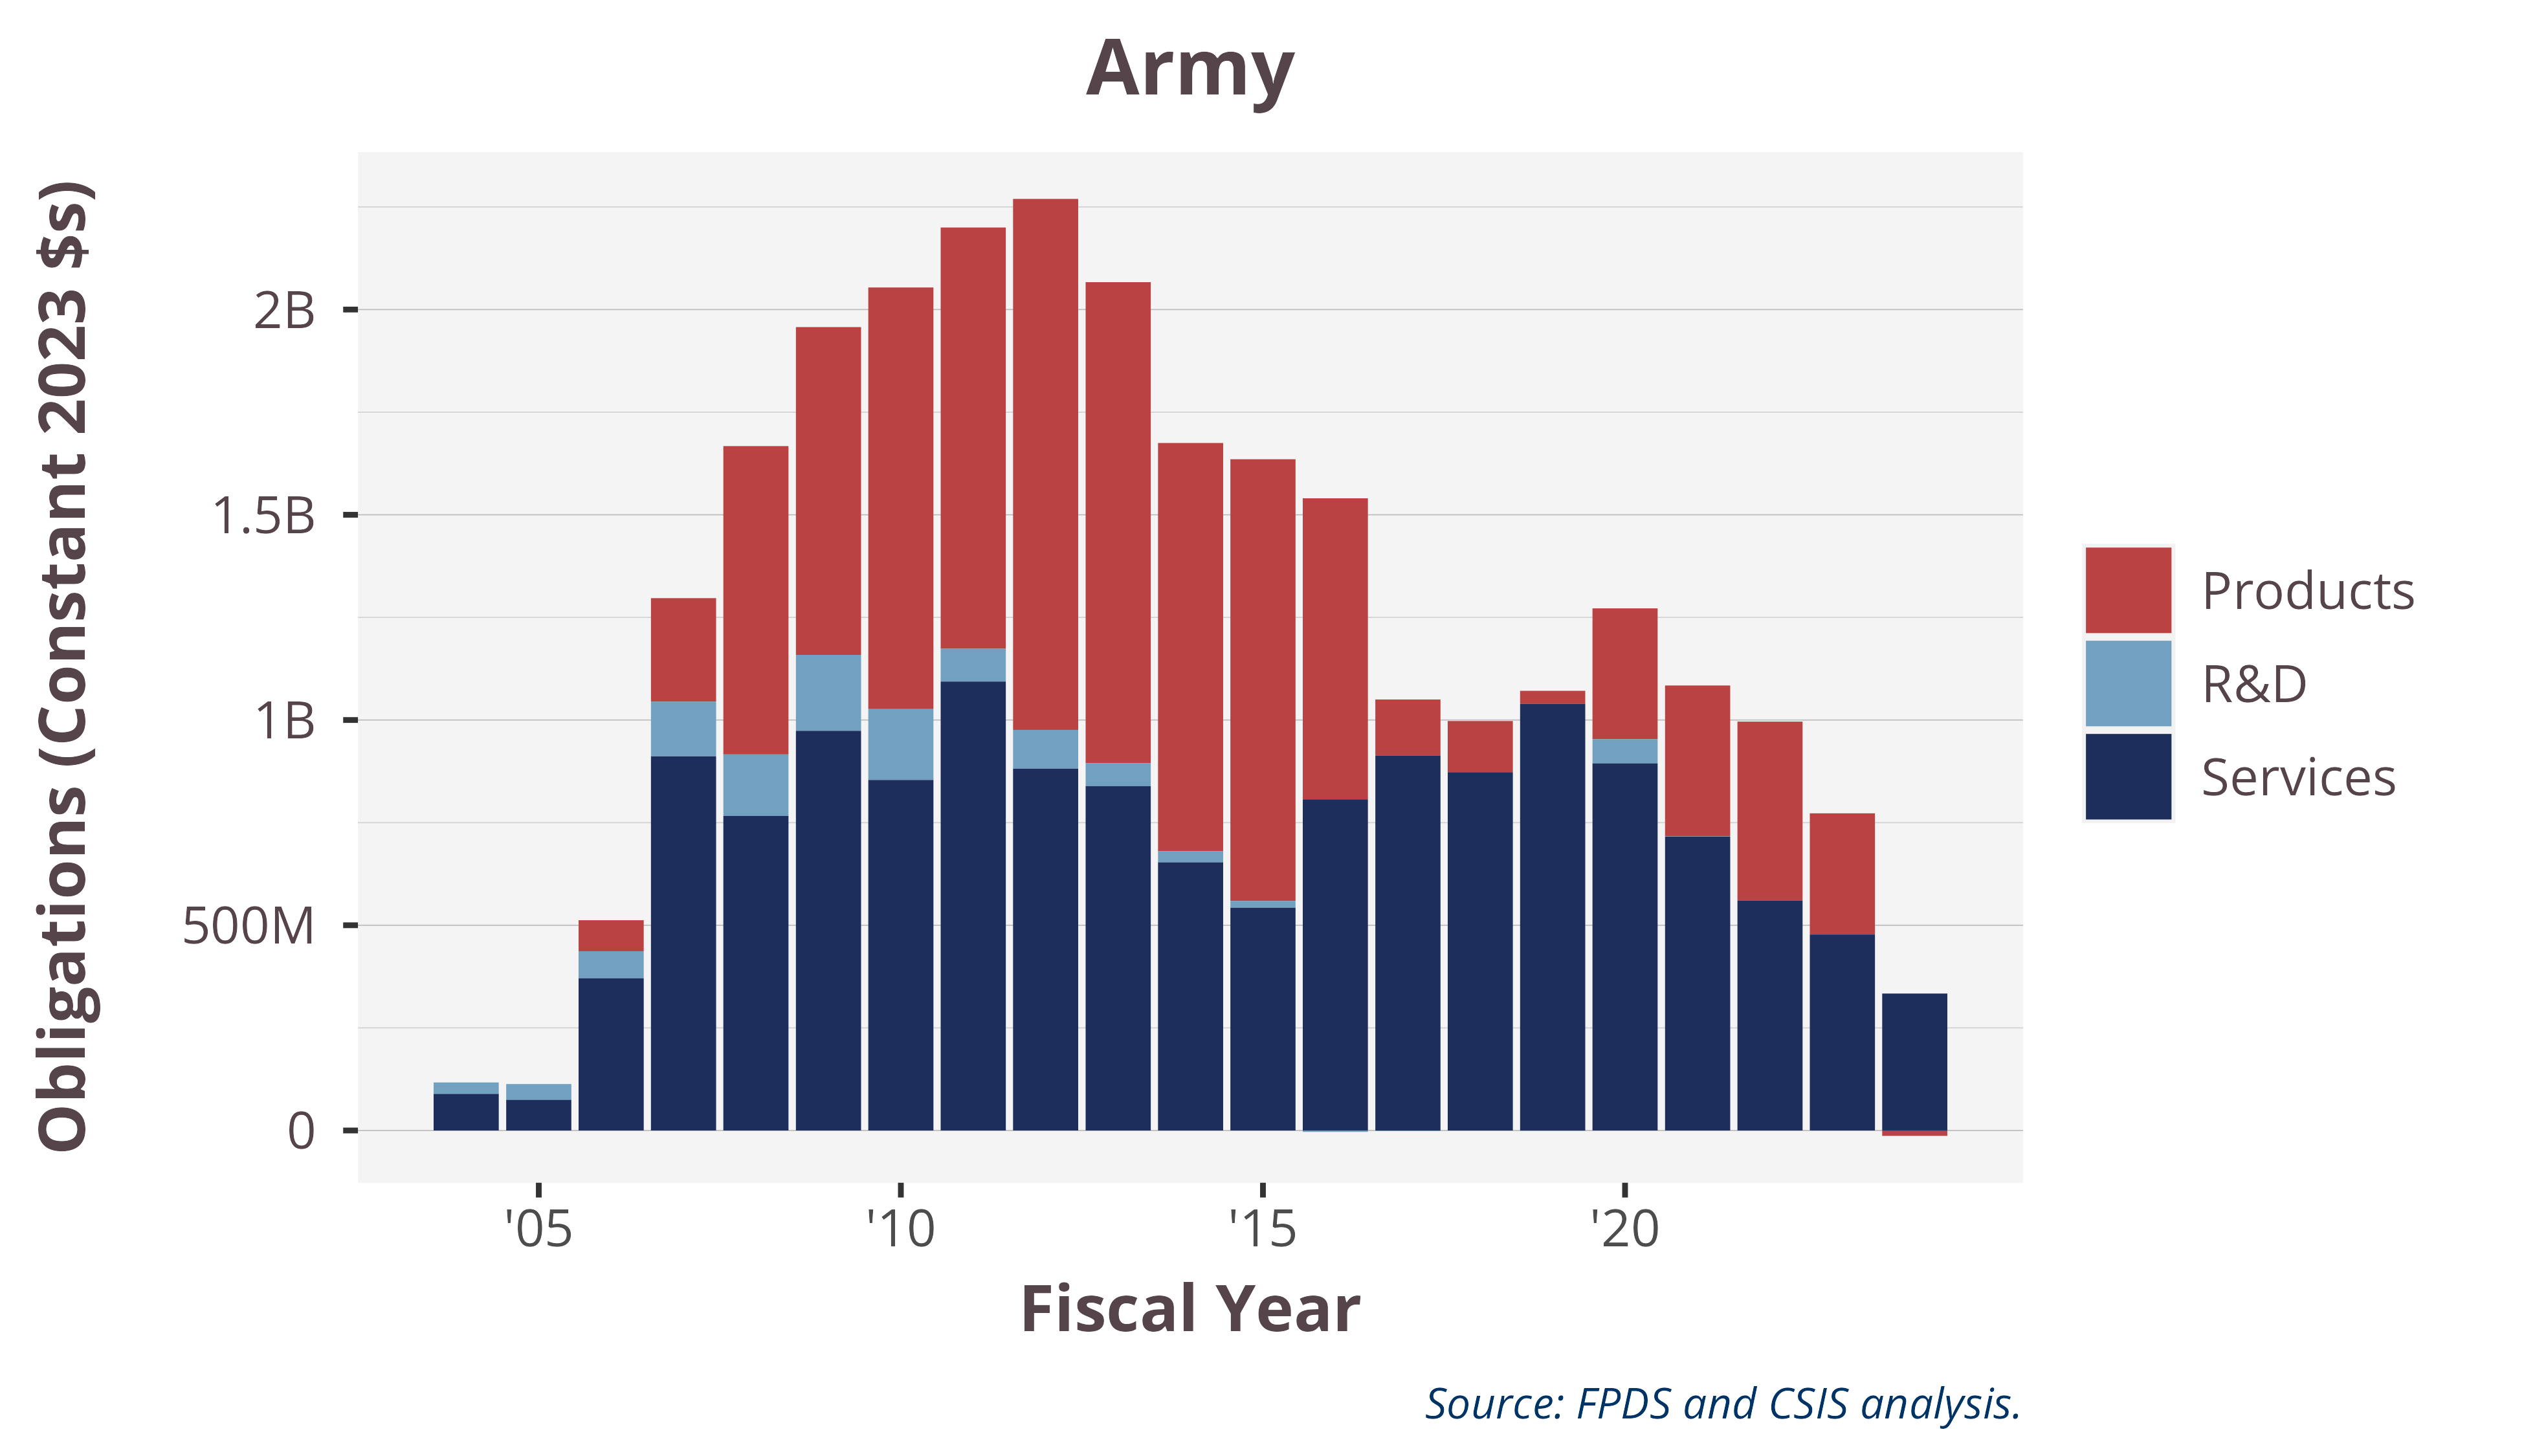 Army
Obligations (Constant 2023 $s)
2B
1.5B
1B
500M
0
'05 '10 '15 '20
Fiscal Year
Products
R&D
Services
Source: FPDS and CSIS analysis.